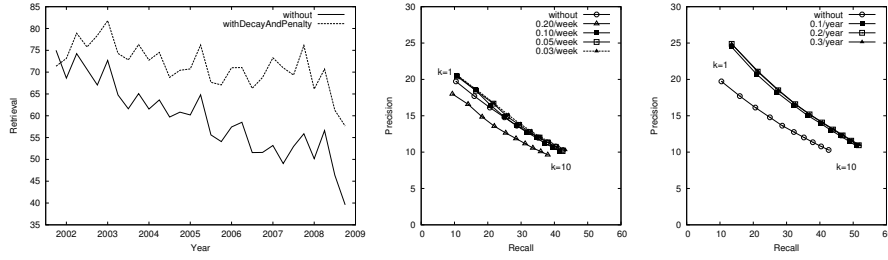 without
withDecayAndPenalty
85
80
75
70
65
60
55
50
45
40
35
2002 2003 2004 2005 2006 2007 2008 2009
Retrieval
Year
without
0.20/week
0.10/week
0.05/week
0.03/week
k=1
k=10
30
25
20
15
10
5
0
0 10 20 30 40 50 60
Precision
Recall
without
0.1/year
0.2/year
0.3/year
k=1
k=10
30
25
20
15
10
5
0
0 10 20 30 40 50 60
Precision
Recall